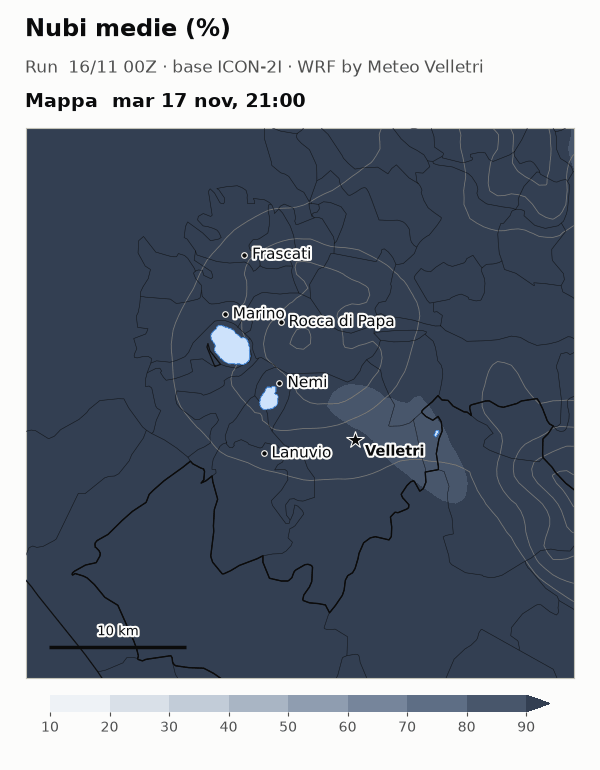 Nubi medie (%)
Run  16/11 00Z · base ICON-2I · WRF by Meteo Velletri
Mappa  mar 17 nov, 21:00
Frascati
Marino
Rocca di Papa
Nemi
Velletri
Lanuvio
10 km
10 20 30 40 50 60 70 80 90